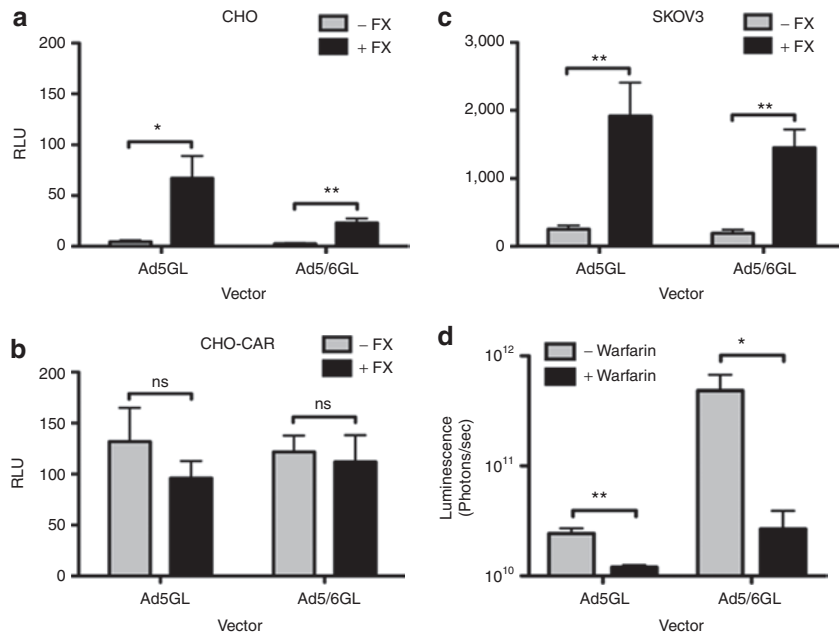 a
CHO
– FX
+ FX
200
150
100
50
0
RLU
*
**
Ad5GL
Ad5/6GL
Vector
b
CHO-CAR
– FX
+ FX
200
150
100
50
0
RLU
ns
ns
Ad5GL
Ad5/6GL
Vector
c
SKOV3
– FX
+ FX
3,000
2,000
1,000
0
**
**
Ad5GL
Ad5/6GL
Vector
d
– Warfarin
+ Warfarin
10¹²
10¹¹
10¹⁰
Luminescence
(Photons/sec)
**
*
Ad5GL
Ad5/6GL
Vector